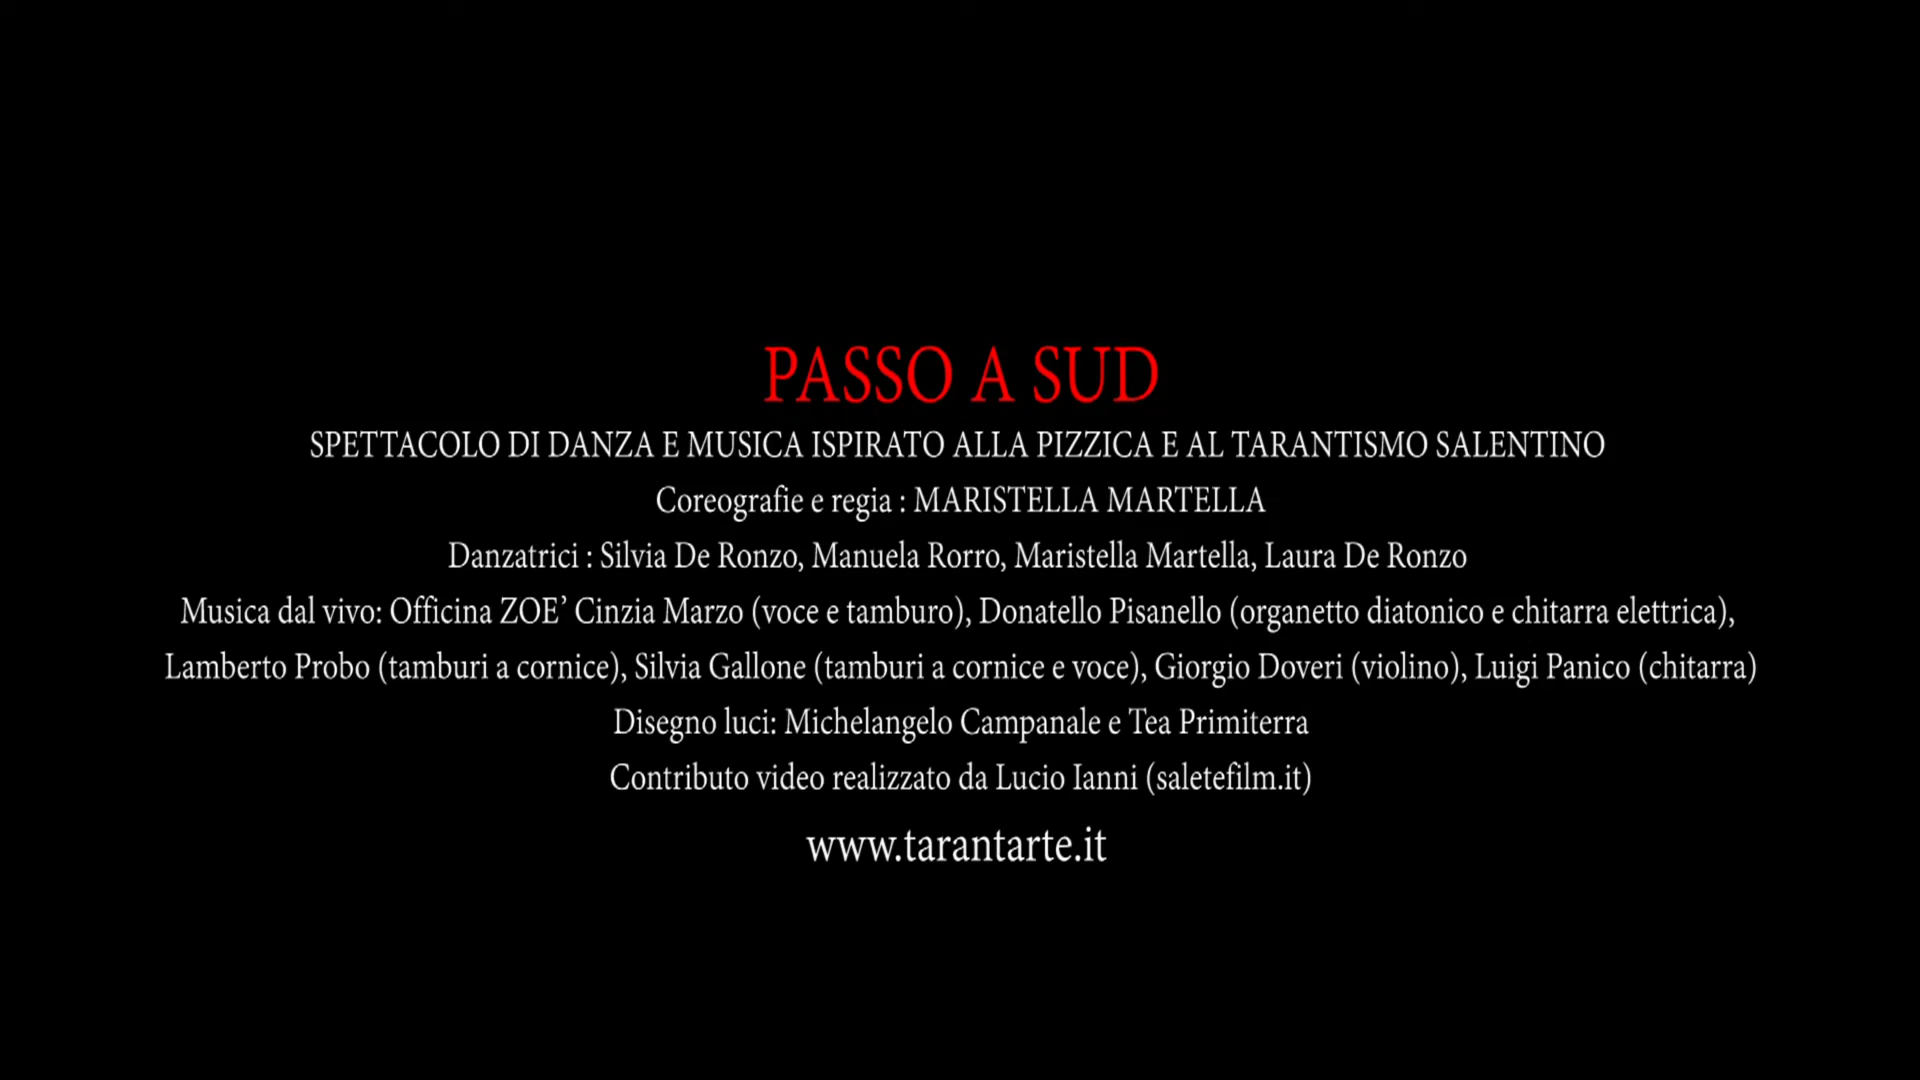 PASSO A SUD
SPETTACOLO DI DANZA E MUSICA ISPIRATO ALLA PIZZICA E AL TARANTISMO SALENTINO
Coreografie e regia : MARISTELLA MARTELLA
Danzatrici : Silvia De Ronzo, Manuela Rorro, Maristella Martella, Laura De Ronzo
Musica dal vivo: Officina ZOE’ Cinzia Marzo (voce e tamburo), Donatello Pisanello (organetto diatonico e chitarra elettrica),
Lamberto Probo (tamburi a cornice), Silvia Gallone (tamburi a cornice e voce), Giorgio Doveri (violino), Luigi Panico (chitarra)
Disegno luci: Michelangelo Campanale e Tea Primiterra
Contributo video realizzato da Lucio Ianni (saletefilm.it)
www.tarantarte.it